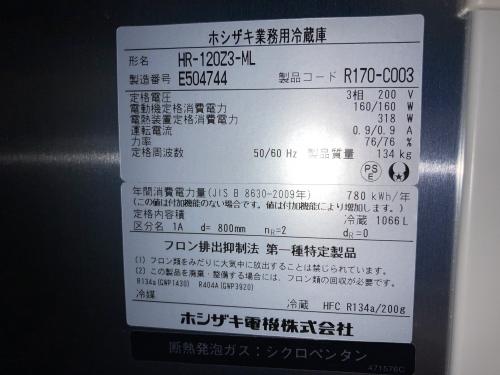 ホシザキ業務用冷蔵庫
形名 HR-120Z3-ML
製造番号 E504744 製品コード R170-C003
定格電圧 3相 200 V
電動機定格消費電力 160/160 W
電熱装置定格消費電力 318 W
運転電流 0.9/0.9 A
力率 76/76 %
定格周波数 50/60 Hz 製品質量 134 kg
PS E
年間消費電力量 (JIS B 8630-2009年) 780 kWh/年
(この値は付加機能のない場合です。値は付加機能により増加します。)
定格内容積 冷蔵 1066 L
区分名 1A d= 800mm nR=2 dR=0
フロン排出抑制法 第一種特定製品
(1) フロン類をみだりに大気中に放出することは禁じられています。
(2) この製品を廃棄・整備する場合には、フロン類の回収が必要です。
R134a(GWP1430) R404A(GWP3920)
冷媒 冷蔵 HFC R134a/200g
ホシザキ電機株式会社
断熱発泡ガス：シクロペンタン
471576C